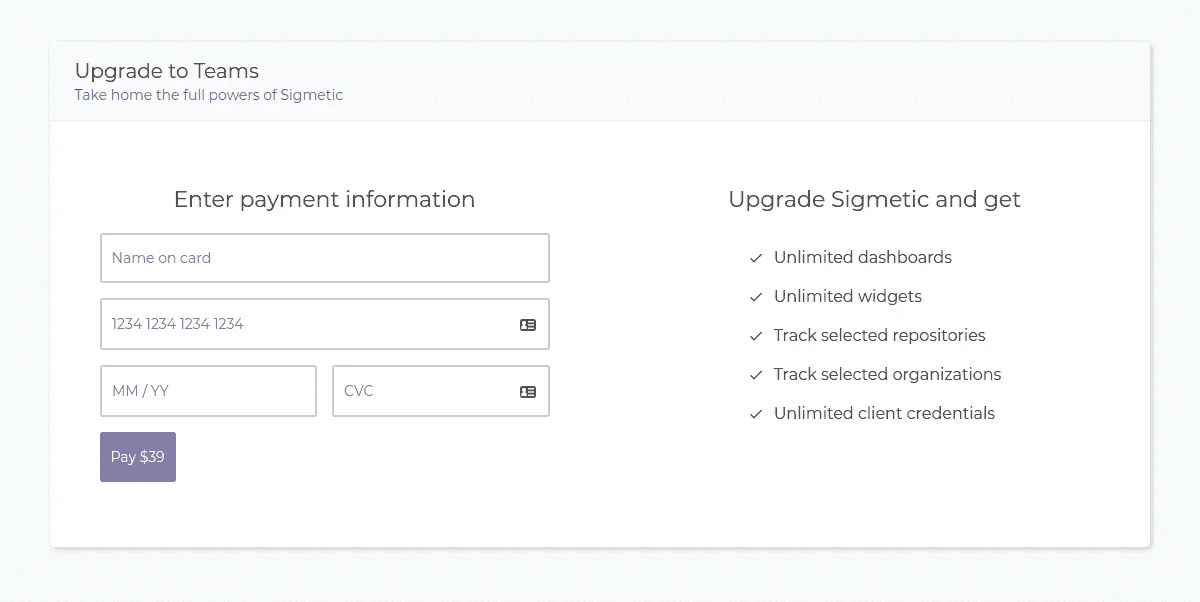 Upgrade to Teams
Take home the full powers of Sigmetic
Enter payment information
Name on card
1234 1234 1234 1234
MM / YY
CVC
Pay $39
Upgrade Sigmetic and get
Unlimited dashboards
Unlimited widgets
Track selected repositories
Track selected organizations
Unlimited client credentials